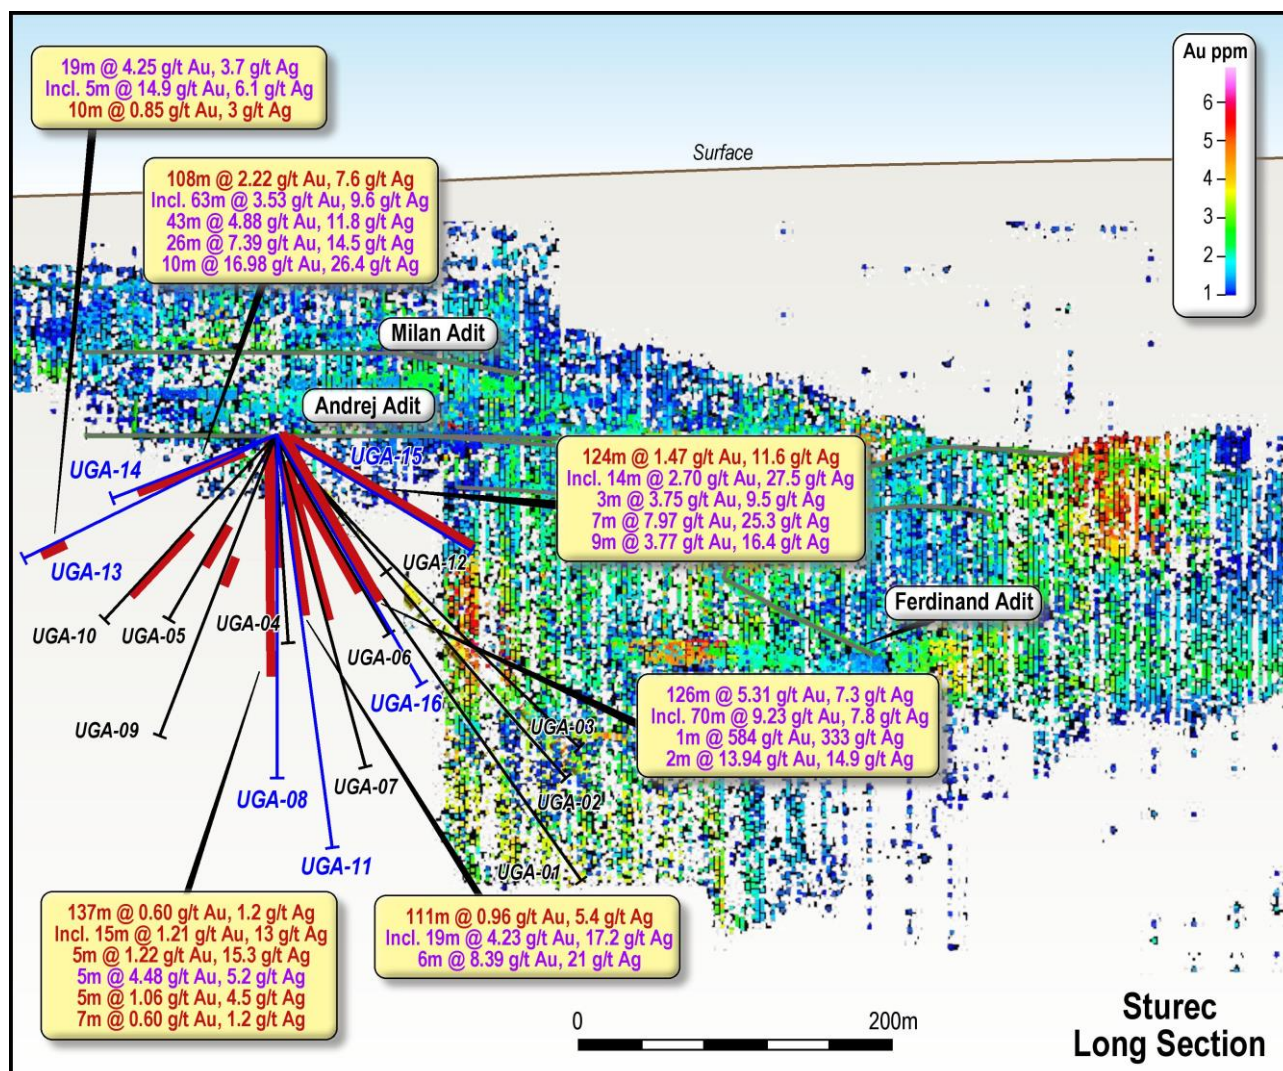 19m @ 4.25 g/t Au, 3.7 g/t Ag
Incl. 5m @ 14.9 g/t Au, 6.1 g/t Ag
10m @ 0.85 g/t Au, 3 g/t Ag
Au ppm
6
5
4
3
2
1
Surface
108m @ 2.22 g/t Au, 7.6 g/t Ag
Incl. 63m @ 3.53 g/t Au, 9.6 g/t Ag
43m @ 4.88 g/t Au, 11.8 g/t Ag
26m @ 7.39 g/t Au, 14.5 g/t Ag
10m @ 16.98 g/t Au, 26.4 g/t Ag
Milan Adit
Andrej Adit
UGA-14
UGA-15
124m @ 1.47 g/t Au, 11.6 g/t Ag
Incl. 14m @ 2.70 g/t Au, 27.5 g/t Ag
3m @ 3.75 g/t Au, 9.5 g/t Ag
7m @ 7.97 g/t Au, 25.3 g/t Ag
9m @ 3.77 g/t Au, 16.4 g/t Ag
UGA-13
UGA-12
Ferdinand Adit
UGA-10
UGA-05
UGA-04
UGA-06
UGA-16
126m @ 5.31 g/t Au, 7.3 g/t Ag
Incl. 70m @ 9.23 g/t Au, 7.8 g/t Ag
1m @ 584 g/t Au, 333 g/t Ag
2m @ 13.94 g/t Au, 14.9 g/t Ag
UGA-09
UGA-03
UGA-07
UGA-08
UGA-02
UGA-11
UGA-01
137m @ 0.60 g/t Au, 1.2 g/t Ag
Incl. 15m @ 1.21 g/t Au, 13 g/t Ag
5m @ 1.22 g/t Au, 15.3 g/t Ag
5m @ 4.48 g/t Au, 5.2 g/t Ag
5m @ 1.06 g/t Au, 4.5 g/t Ag
7m @ 0.60 g/t Au, 1.2 g/t Ag
111m @ 0.96 g/t Au, 5.4 g/t Ag
Incl. 19m @ 4.23 g/t Au, 17.2 g/t Ag
6m @ 8.39 g/t Au, 21 g/t Ag
0
200m
Sturec
Long Section